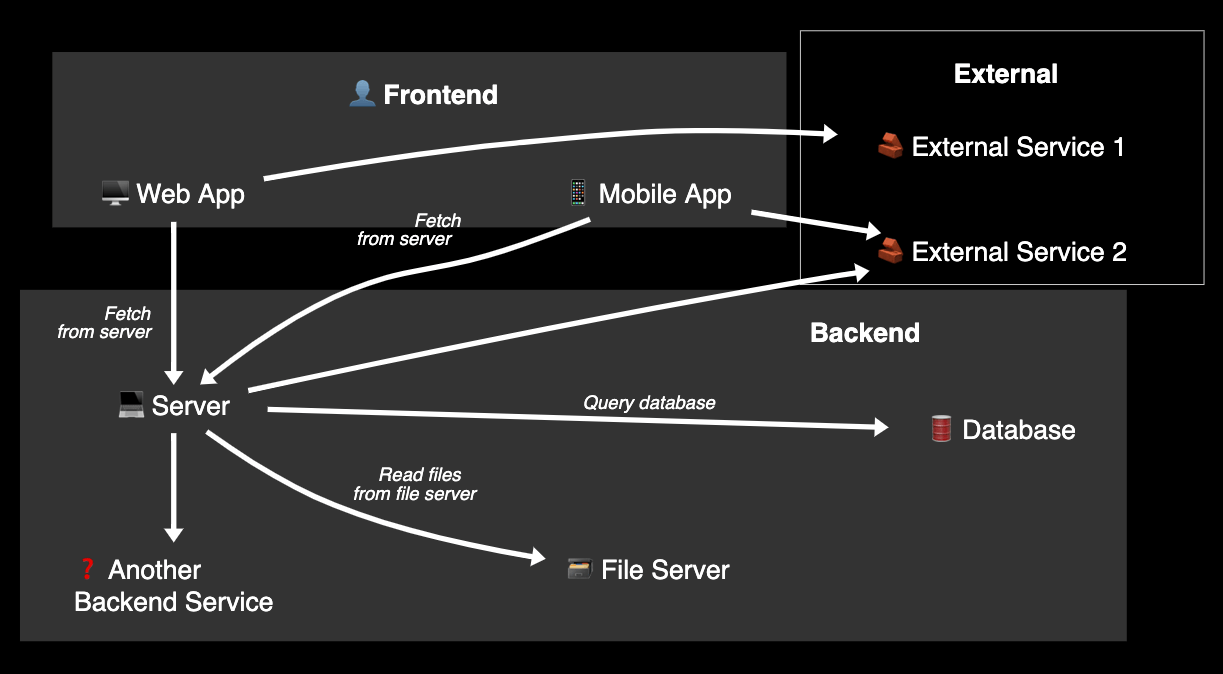 Frontend
External
External Service 1
Web App
Mobile App
Fetch
from server
External Service 2
Fetch
from server
Backend
Server
Query database
Database
Read files
from file server
❓ Another
Backend Service
File Server